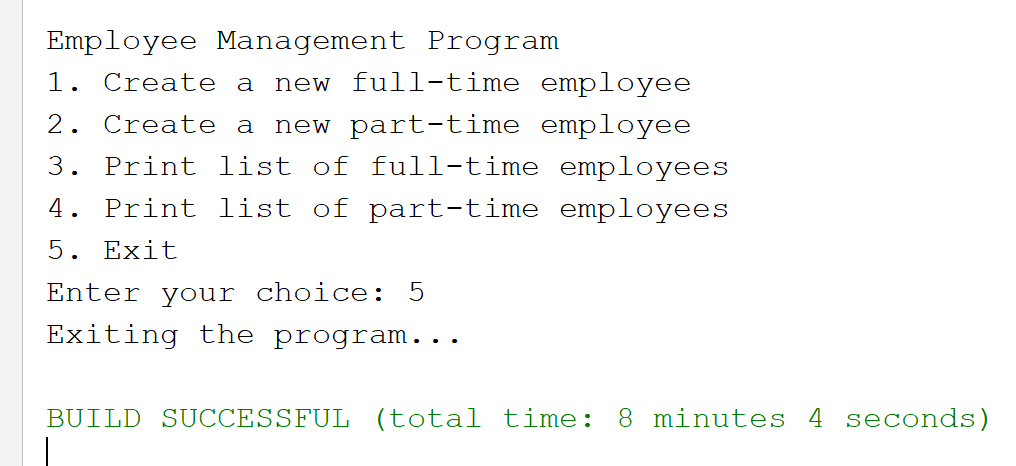 Employee Management Program
1. Create a new full-time employee
2. Create a new part-time employee
3. Print list of full-time employees
4. Print list of part-time employees
5. Exit
Enter your choice: 5
Exiting the program...
BUILD SUCCESSFUL (total time: 8 minutes 4 seconds)